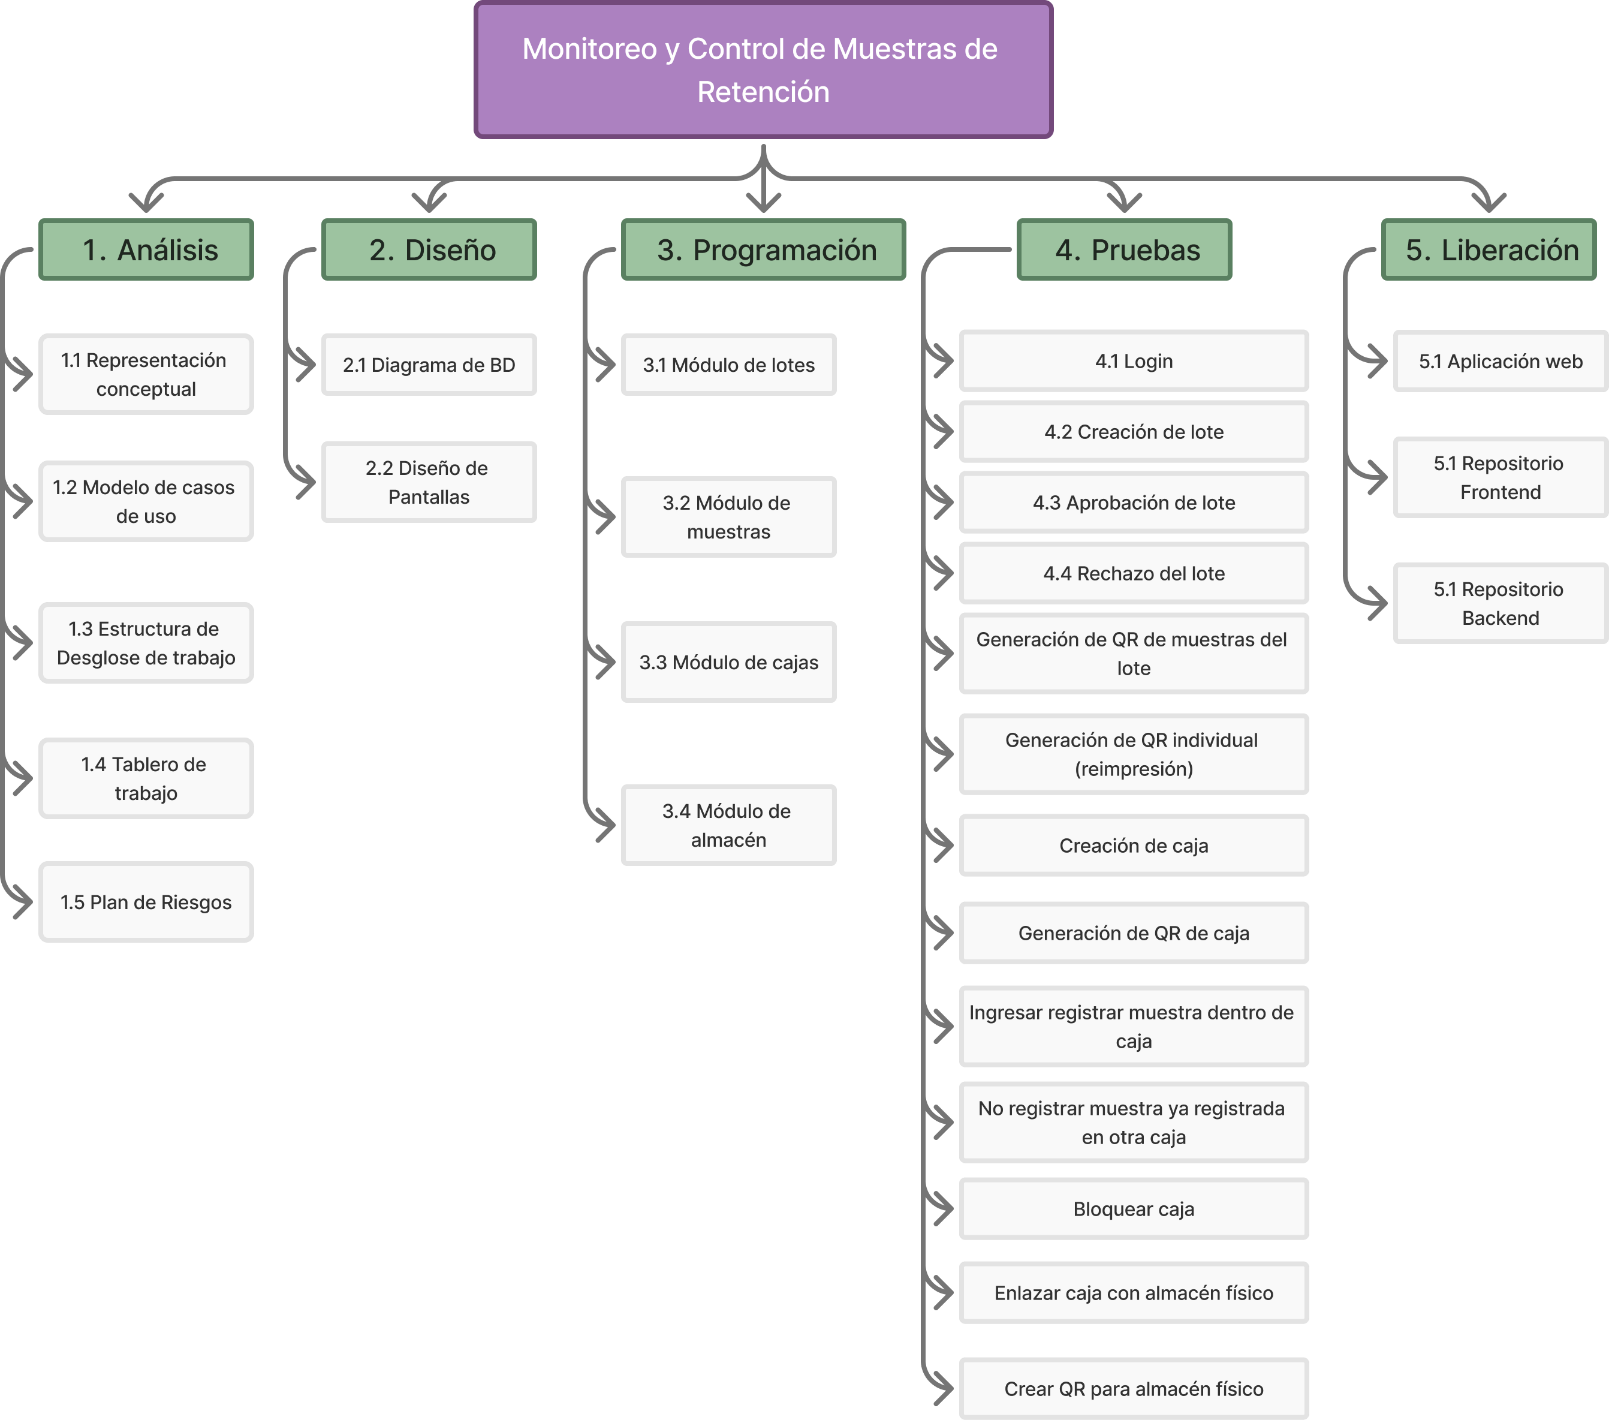 Monitoreo y Control de Muestras de
Retención
1. Análisis
1.1 Representación
conceptual
1.2 Modelo de casos
de uso
1.3 Estructura de
Desglose de trabajo
1.4 Tablero de
trabajo
1.5 Plan de Riesgos
2. Diseño
2.1 Diagrama de BD
2.2 Diseño de
Pantallas
3. Programación
3.1 Módulo de lotes
3.2 Módulo de
muestras
3.3 Módulo de cajas
3.4 Módulo de
almacén
4. Pruebas
4.1 Login
4.2 Creación de lote
4.3 Aprobación de lote
4.4 Rechazo del lote
Generación de QR de muestras del
lote
Generación de QR individual
(reimpresión)
Creación de caja
Generación de QR de caja
Ingresar registrar muestra dentro de
caja
No registrar muestra ya registrada
en otra caja
Bloquear caja
Enlazar caja con almacén físico
Crear QR para almacén físico
5. Liberación
5.1 Aplicación web
5.1 Repositorio
Frontend
5.1 Repositorio
Backend